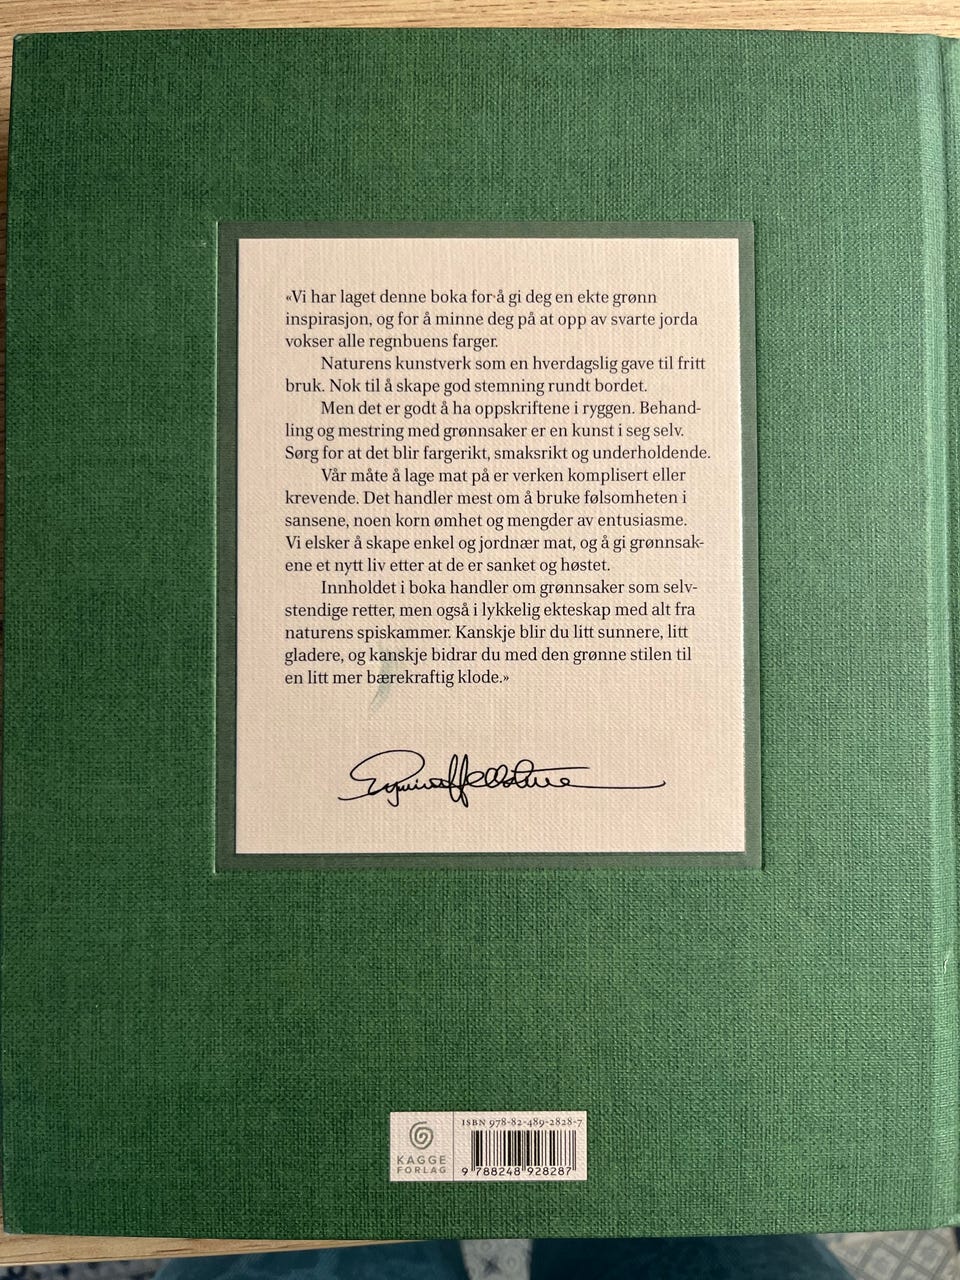 «Vi har laget denne boka for å gi deg en ekte grønn
inspirasjon, og for å minne deg på at opp av svarte jorda
vokser alle regnbuens farger.
Naturens kunstverk som en hverdagslig gave til fritt
bruk. Nok til å skape god stemning rundt bordet.
Men det er godt å ha oppskriftene i ryggen. Behand-
ling og mestring med grønnsaker er en kunst i seg selv.
Sørg for at det blir fargerikt, smaksrikt og underholdende.
Vår måte å lage mat på er verken komplisert eller
krevende. Det handler mest om å bruke følsomheten i
sansene, noen korn ømhet og mengder av entusiasme.
Vi elsker å skape enkel og jordnær mat, og å gi grønnsak-
ene et nytt liv etter at de er sanket og høstet.
Innholdet i boka handler om grønnsaker som selv-
stendige retter, men også i lykkelig ekteskap med alt fra
naturens spiskammer. Kanskje blir du litt sunnere, litt
gladere, og kanskje bidrar du med den grønne stilen til
en litt mer bærekraftig klode.»
ISBN 978-82-489-2828-7
KAGGE
FORLAG
9 788248 928287